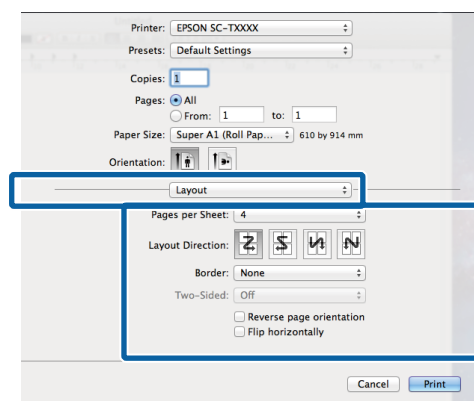 Printer: EPSON SC-TXXXX
Presets: Default Settings
Copies: 1
Pages: All
From: 1 to: 1
Paper Size: Super A1 (Roll Pap... 610 by 914 mm
Orientation:
Layout
Pages per Sheet: 4
Layout Direction:
Border: None
Two-Sided: Off
Reverse page orientation
Flip horizontally
Cancel Print